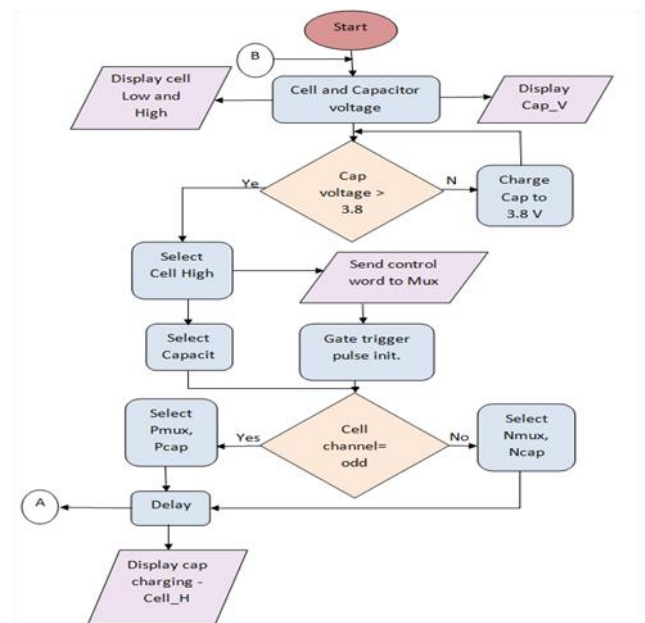 Start
B
Display cell
Low and
High
Cell and Capacitor
voltage
Display
Cap_V
Cap
voltage >
3.8
Ye
N
Charge
Cap to
3.8 V
Select
Cell High
Send control
word to Mux
Select
Capacit
Gate trigger
pulse init.
Cell
channel=
odd
Yes
No
Select
Pmux,
Pcap
Select
Nmux,
Ncap
A
Delay
Display cap
charging -
Cell_H